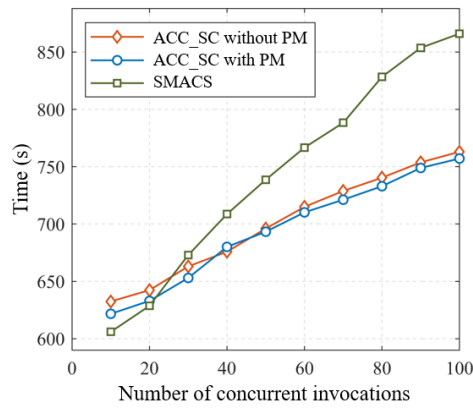 ACC_SC without PM
ACC_SC with PM
SMACS
850
800
750
700
650
600
Time (s)
0 20 40 60 80 100
Number of concurrent invocations